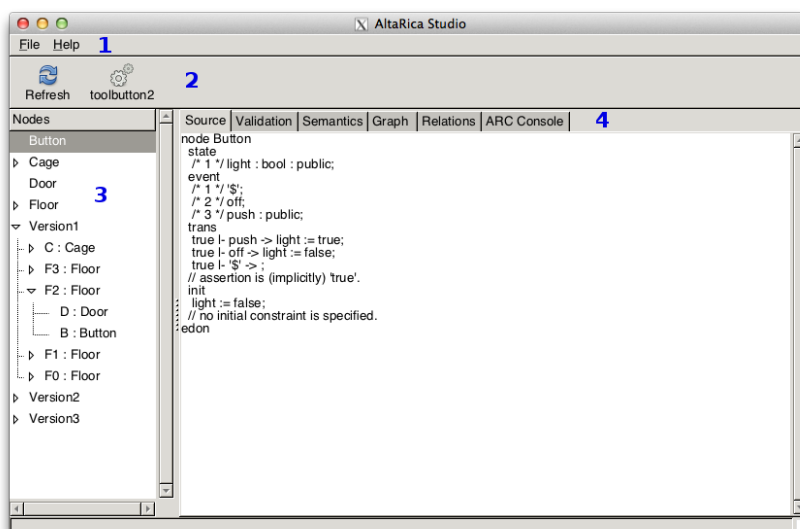 AltaRica Studio
File Help 1
Refresh toolbutton2 2
Nodes
Button
Cage
Door
3
Floor
Version1
C : Cage
F3 : Floor
F2 : Floor
D : Door
B : Button
F1 : Floor
F0 : Floor
Version2
Version3
Source Validation Semantics Graph Relations ARC Console 4
node Button
state
/* 1 */ light : bool : public;
event
/* 1 */ '$';
/* 2 */ off;
/* 3 */ push : public;
trans
true |- push -> light := true;
true |- off -> light := false;
true |- '$' -> ;
// assertion is (implicitly) 'true'.
init
light := false;
// no initial constraint is specified.
edon